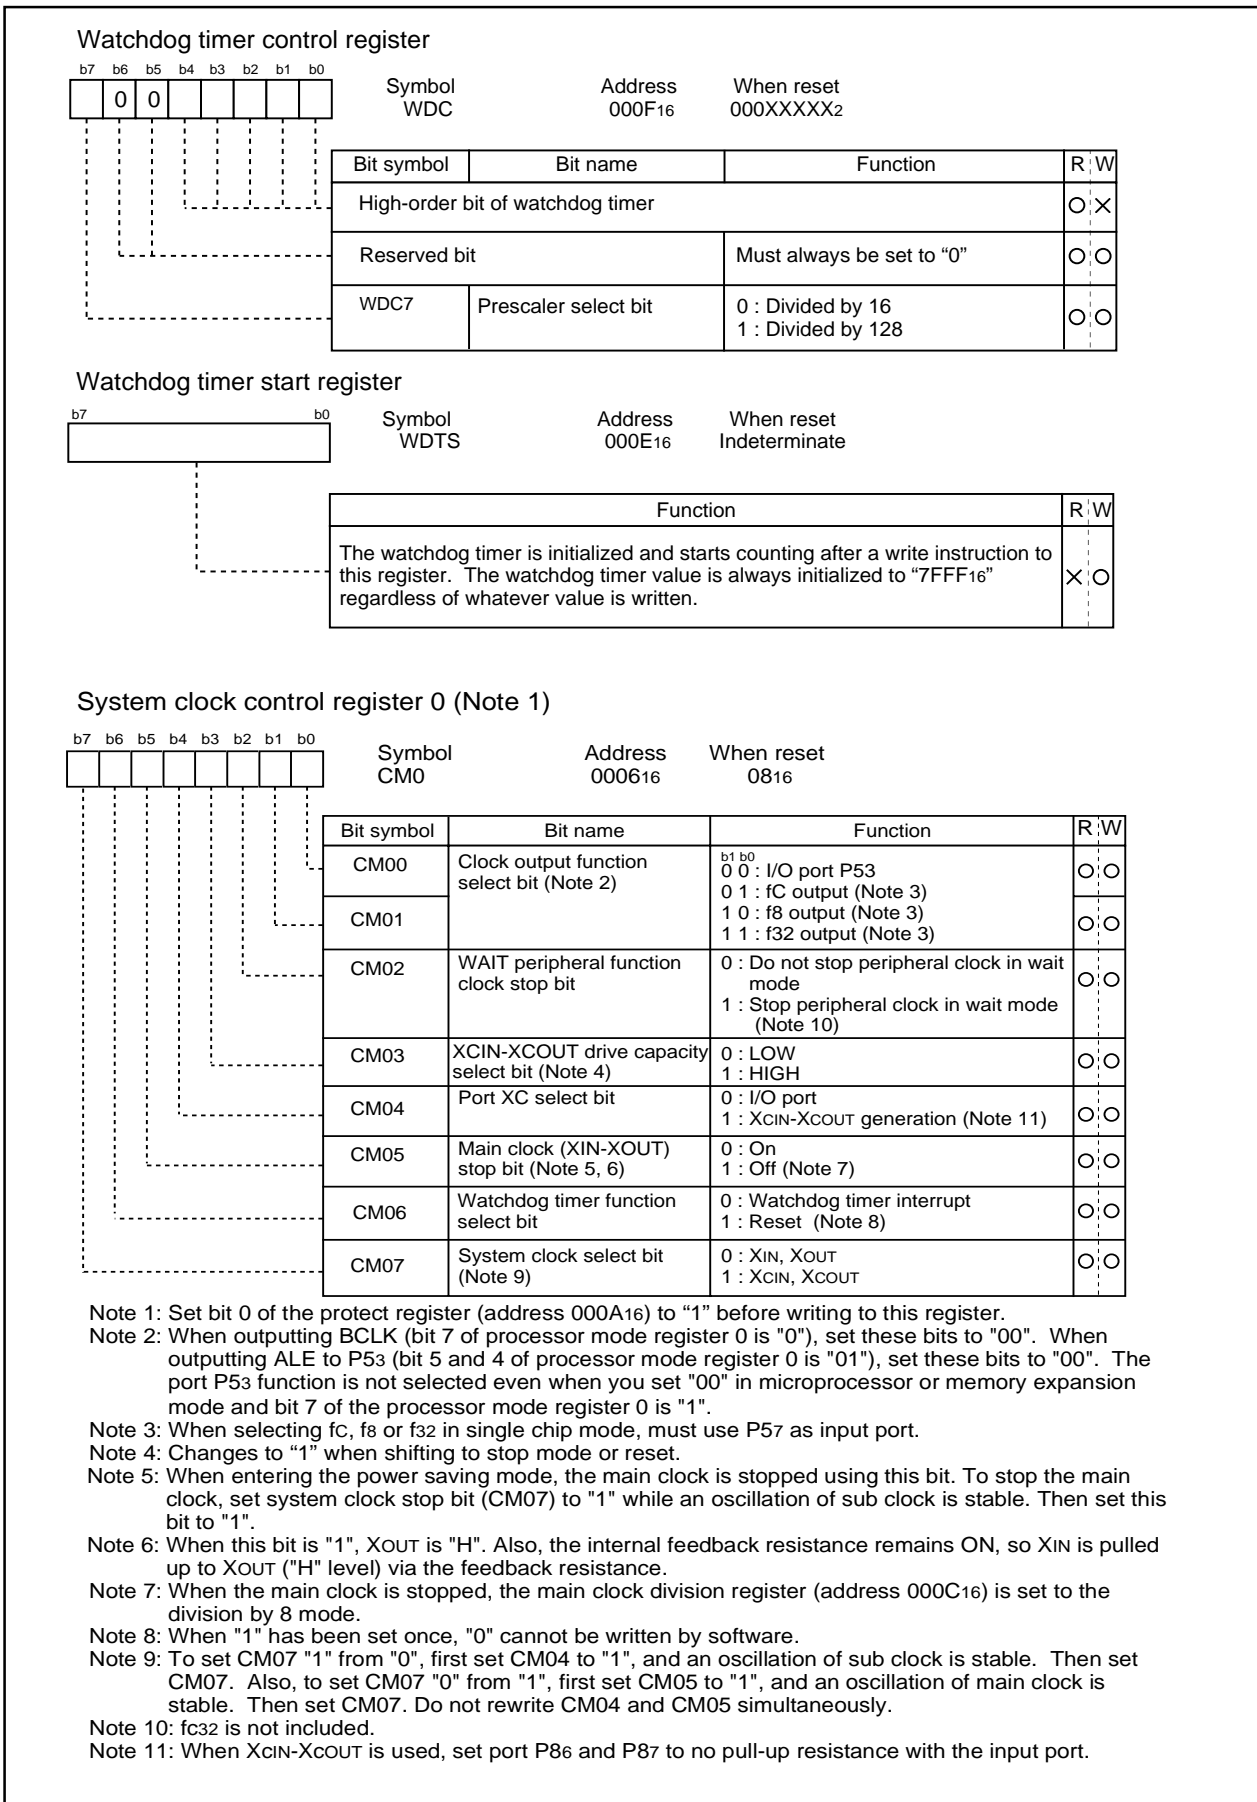 Watchdog timer control register
b7 b6 b5 b4 b3 b2 b1 b0
0 0
Symbol Address When reset
WDC 000F16 000XXXXX2
Bit symbol Bit name Function R W
High-order bit of watchdog timer
Reserved bit Must always be set to “0”
WDC7 Prescaler select bit 0 : Divided by 16
1 : Divided by 128
Watchdog timer start register
b7 b0
Symbol Address When reset
WDTS 000E16 Indeterminate
Function R W
The watchdog timer is initialized and starts counting after a write instruction to
this register. The watchdog timer value is always initialized to “7FFF16”
regardless of whatever value is written.
System clock control register 0 (Note 1)
b7 b6 b5 b4 b3 b2 b1 b0
Symbol Address When reset
CM0 000616 0816
Bit symbol Bit name Function R W
CM00 Clock output function
select bit (Note 2)
b1 b0
0 0 : I/O port P53
0 1 : fC output (Note 3)
1 0 : f8 output (Note 3)
1 1 : f32 output (Note 3)
CM01
CM02 WAIT peripheral function
clock stop bit
0 : Do not stop peripheral clock in wait
mode
1 : Stop peripheral clock in wait mode
(Note 10)
CM03 XCIN-XCOUT drive capacity
select bit (Note 4)
0 : LOW
1 : HIGH
CM04 Port XC select bit 0 : I/O port
1 : XCIN-XCOUT generation (Note 11)
CM05 Main clock (XIN-XOUT)
stop bit (Note 5, 6)
0 : On
1 : Off (Note 7)
CM06 Watchdog timer function
select bit
0 : Watchdog timer interrupt
1 : Reset (Note 8)
CM07 System clock select bit
(Note 9)
0 : XIN, XOUT
1 : XCIN, XCOUT
Note 1: Set bit 0 of the protect register (address 000A16) to “1” before writing to this register.
Note 2: When outputting BCLK (bit 7 of processor mode register 0 is "0"), set these bits to "00". When
outputting ALE to P53 (bit 5 and 4 of processor mode register 0 is "01"), set these bits to "00". The
port P53 function is not selected even when you set "00" in microprocessor or memory expansion
mode and bit 7 of the processor mode register 0 is "1".
Note 3: When selecting fC, f8 or f32 in single chip mode, must use P57 as input port.
Note 4: Changes to “1” when shifting to stop mode or reset.
Note 5: When entering the power saving mode, the main clock is stopped using this bit. To stop the main
clock, set system clock stop bit (CM07) to "1" while an oscillation of sub clock is stable. Then set this
bit to "1".
Note 6: When this bit is "1", XOUT is "H". Also, the internal feedback resistance remains ON, so XIN is pulled
up to XOUT ("H" level) via the feedback resistance.
Note 7: When the main clock is stopped, the main clock division register (address 000C16) is set to the
division by 8 mode.
Note 8: When "1" has been set once, "0" cannot be written by software.
Note 9: To set CM07 "1" from "0", first set CM04 to "1", and an oscillation of sub clock is stable. Then set
CM07. Also, to set CM07 "0" from "1", first set CM05 to "1", and an oscillation of main clock is
stable. Then set CM07. Do not rewrite CM04 and CM05 simultaneously.
Note 10: fc32 is not included.
Note 11: When XCIN-XCOUT is used, set port P86 and P87 to no pull-up resistance with the input port.